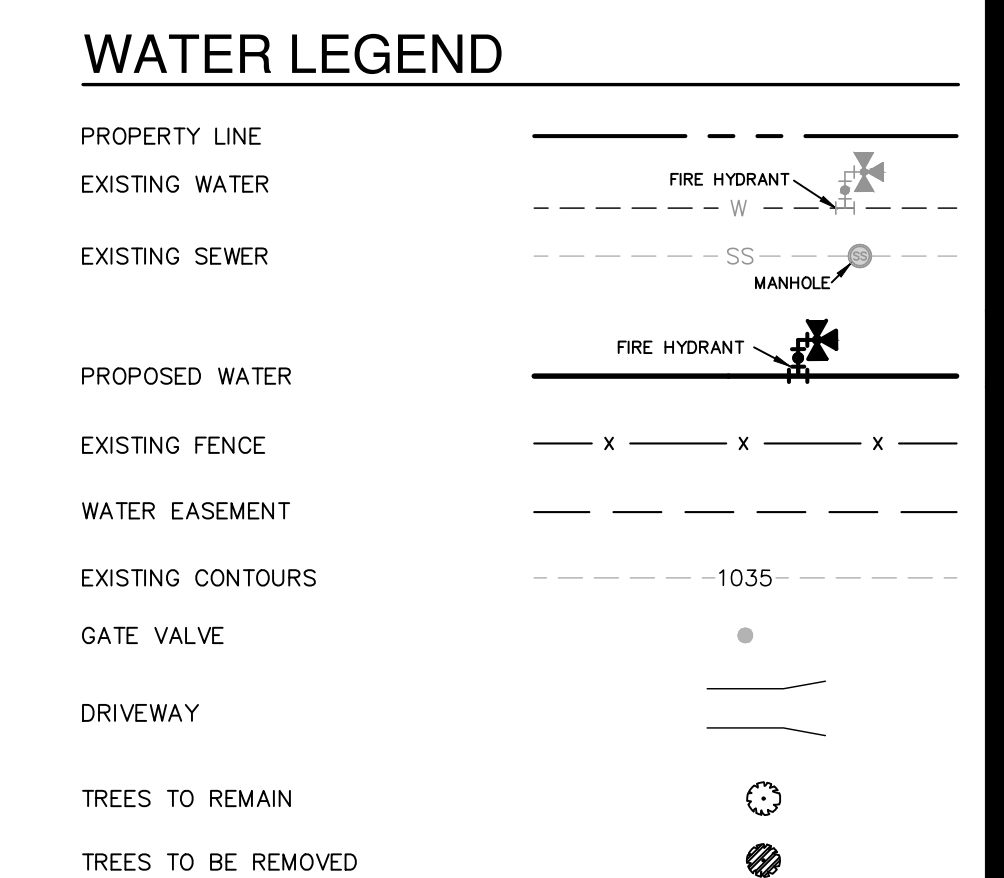 WATER LEGEND
PROPERTY LINE
EXISTING WATER
FIRE HYDRANT
W
EXISTING SEWER
SS
SS
MANHOLE
FIRE HYDRANT
PROPOSED WATER
EXISTING FENCE
X X X
WATER EASEMENT
EXISTING CONTOURS
1035
GATE VALVE
DRIVEWAY
TREES TO REMAIN
TREES TO BE REMOVED